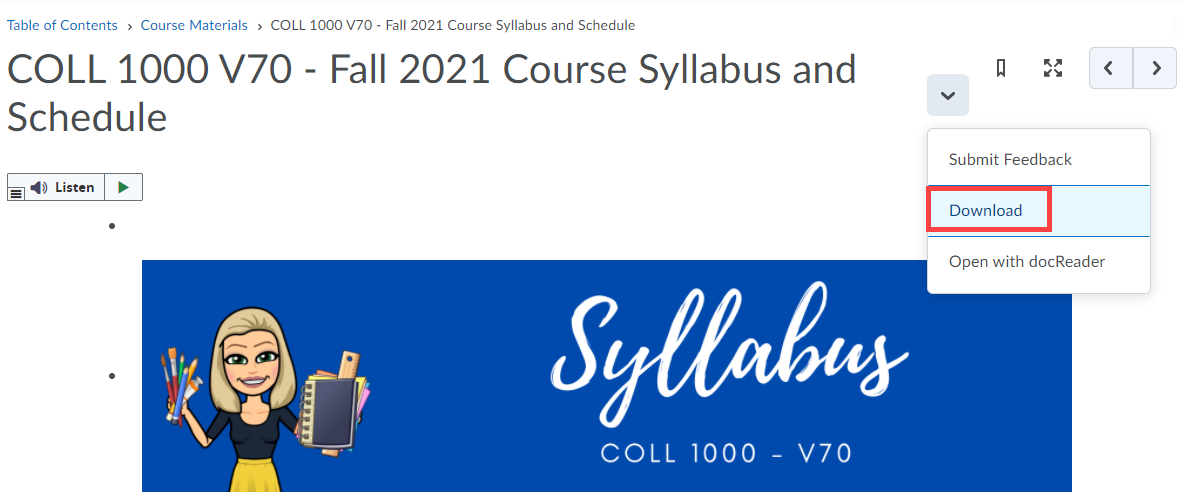 Table of Contents › Course Materials › COLL 1000 V70 - Fall 2021 Course Syllabus and Schedule
COLL 1000 V70 - Fall 2021 Course Syllabus and
Schedule
Submit Feedback
Listen
Download
Open with docReader
Syllabus
COLL 1000 - V70